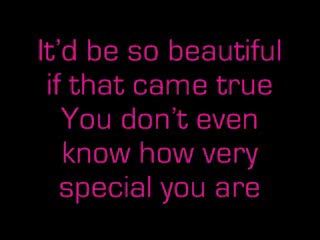 It'd be so beautiful
if that came true
You don't even
know how very
special you are